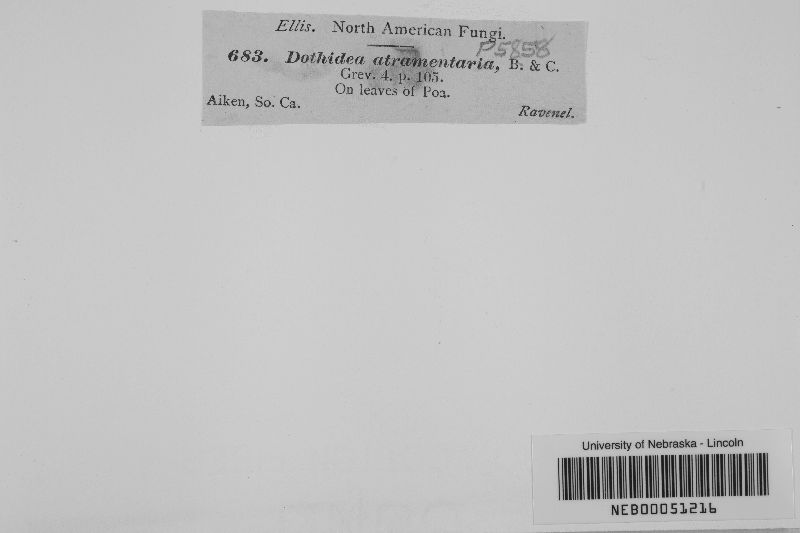 Ellis. North American Fungi.
P5858
683. Dothidea atramentaria, B. & C.
Grev. 4. p. 105.
On leaves of Poa.
Aiken, So. Ca.
Ravenel.
University of Nebraska - Lincoln
NEB00051216